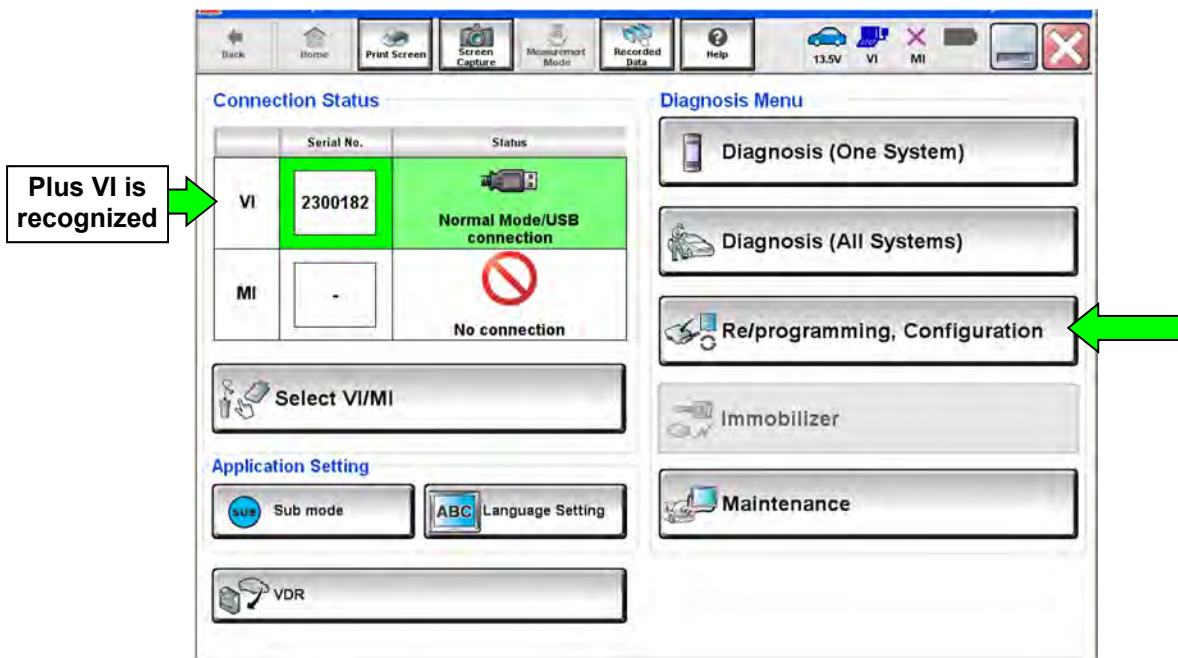 Back
Home
Print Screen
Screen
Capture
Measurement
Mode
Recorded
Data
Help
13.5V
VI
MI
Connection Status
Serial No.
Status
Plus VI is
recognized
VI
2300182
Normal Mode/USB
connection
MI
-
No connection
Select VI/MI
Application Setting
SUB
Sub mode
ABC
Language Setting
VDR
Diagnosis Menu
Diagnosis (One System)
Diagnosis (All Systems)
Re/programming, Configuration
Immobilizer
Maintenance